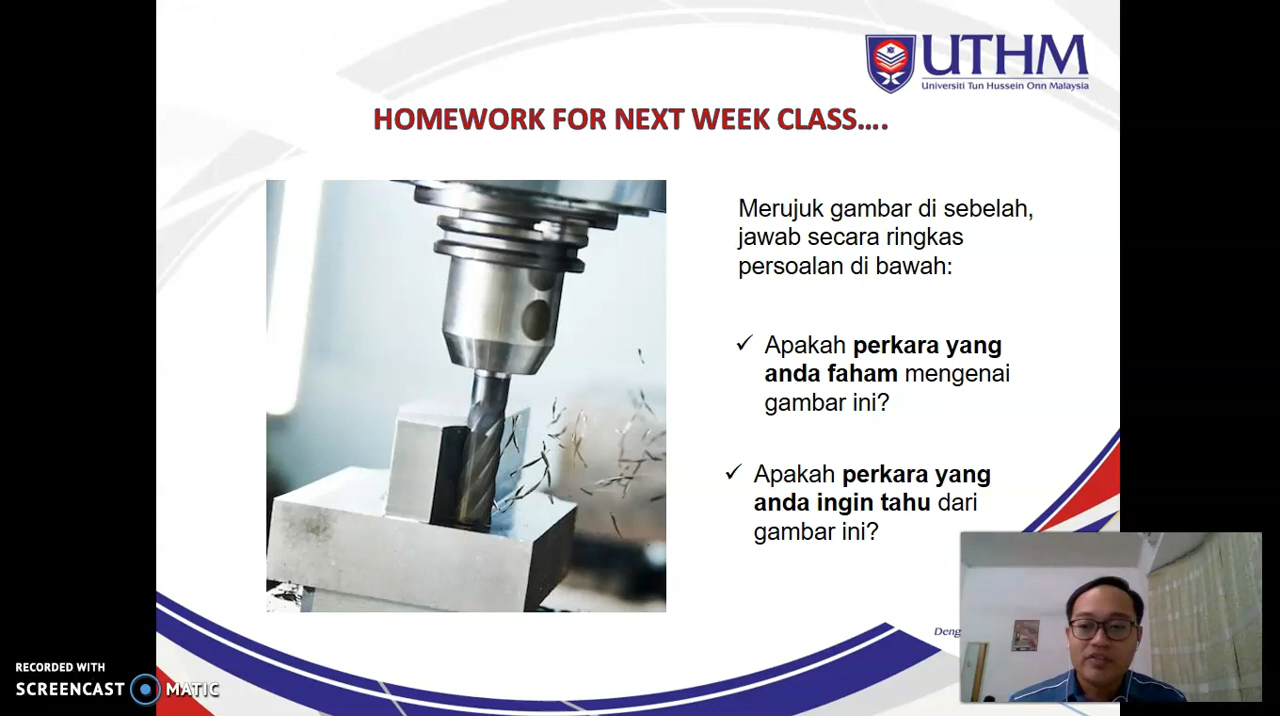 UTHM
Universiti Tun Hussein Onn Malaysia
HOMEWORK FOR NEXT WEEK CLASS....
Merujuk gambar di sebelah,
jawab secara ringkas
persoalan di bawah:
✓ Apakah perkara yang
anda faham mengenai
gambar ini?
✓ Apakah perkara yang
anda ingin tahu dari
gambar ini?
RECORDED WITH
SCREENCAST MATIC